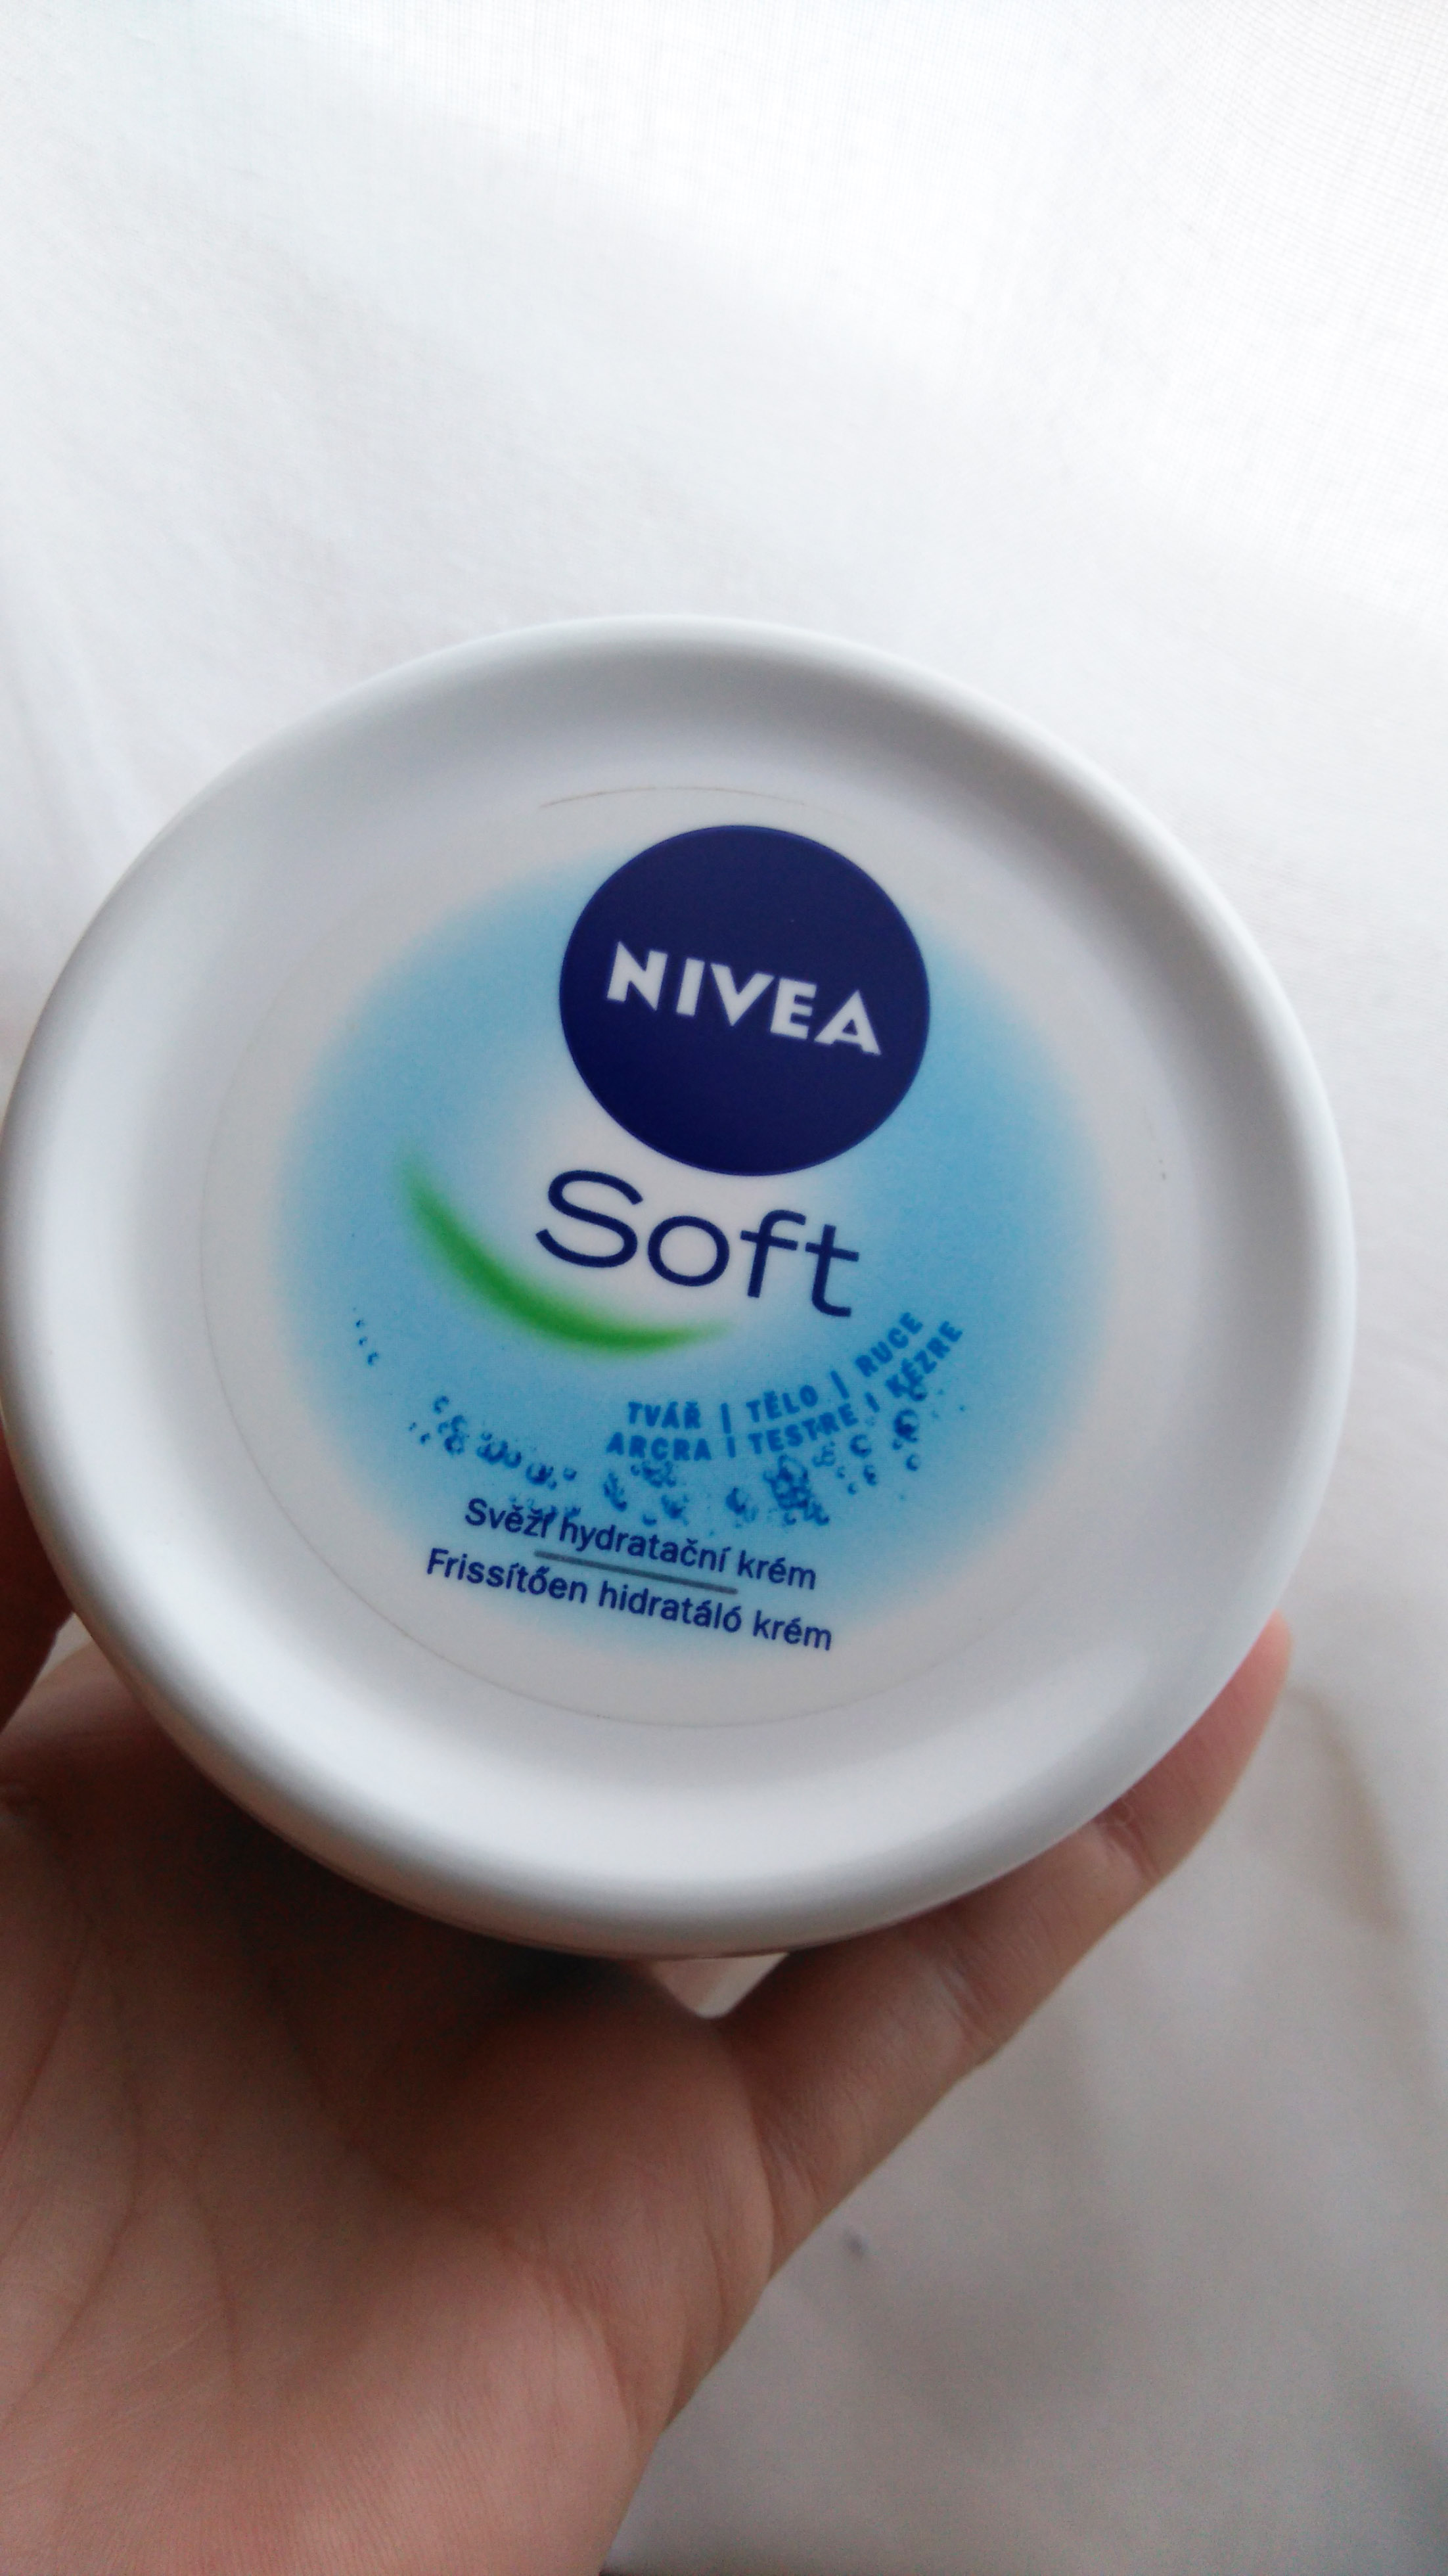 NIVEA
Soft
TVÁŘ | TĚLO | RUCE
ARCRA | TESTRE | KÉZRE
Svěží hydratační krém
Frissítően hidratáló krém